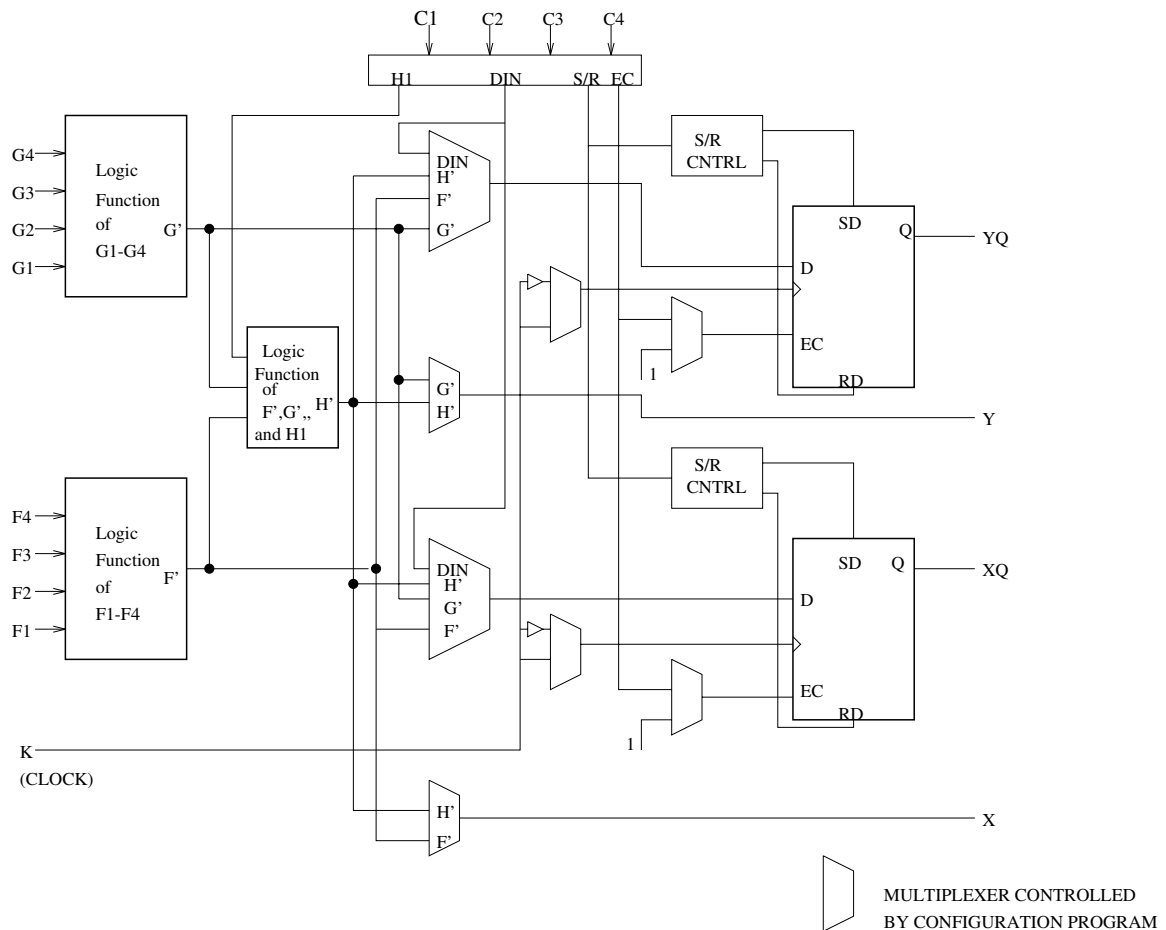 C1 C2 C3 C4
H1 DIN S/R EC
G4
G3
G2
G1
Logic
Function
of
G1-G4
G’
DIN
H’
F’
G’
S/R
CNTRL
SD
Q
D
EC
RD
YQ
1
Logic
Function
of
F’,G’,,
and H1
H’
G’
H’
Y
F4
F3
F2
F1
Logic
Function
of
F1-F4
F’
DIN
H’
G’
F’
S/R
CNTRL
SD
Q
D
EC
RD
XQ
1
K
(CLOCK)
H’
F’
X
MULTIPLEXER CONTROLLED
BY CONFIGURATION PROGRAM